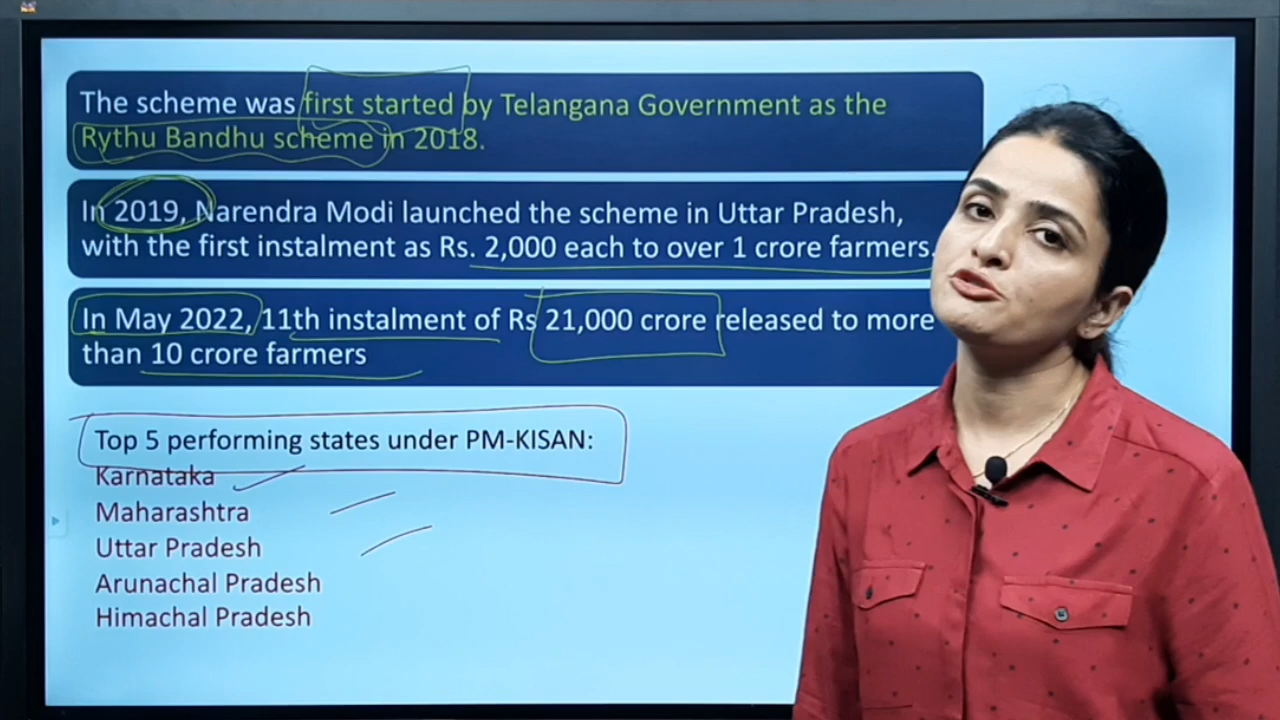 The scheme was first started by Telangana Government as the
Rythu Bandhu scheme in 2018.
In 2019, Narendra Modi launched the scheme in Uttar Pradesh,
with the first instalment as Rs. 2,000 each to over 1 crore farmers.
In May 2022, 11th instalment of Rs 21,000 crore released to more
than 10 crore farmers
Top 5 performing states under PM-KISAN:
Karnataka
Maharashtra
Uttar Pradesh
Arunachal Pradesh
Himachal Pradesh